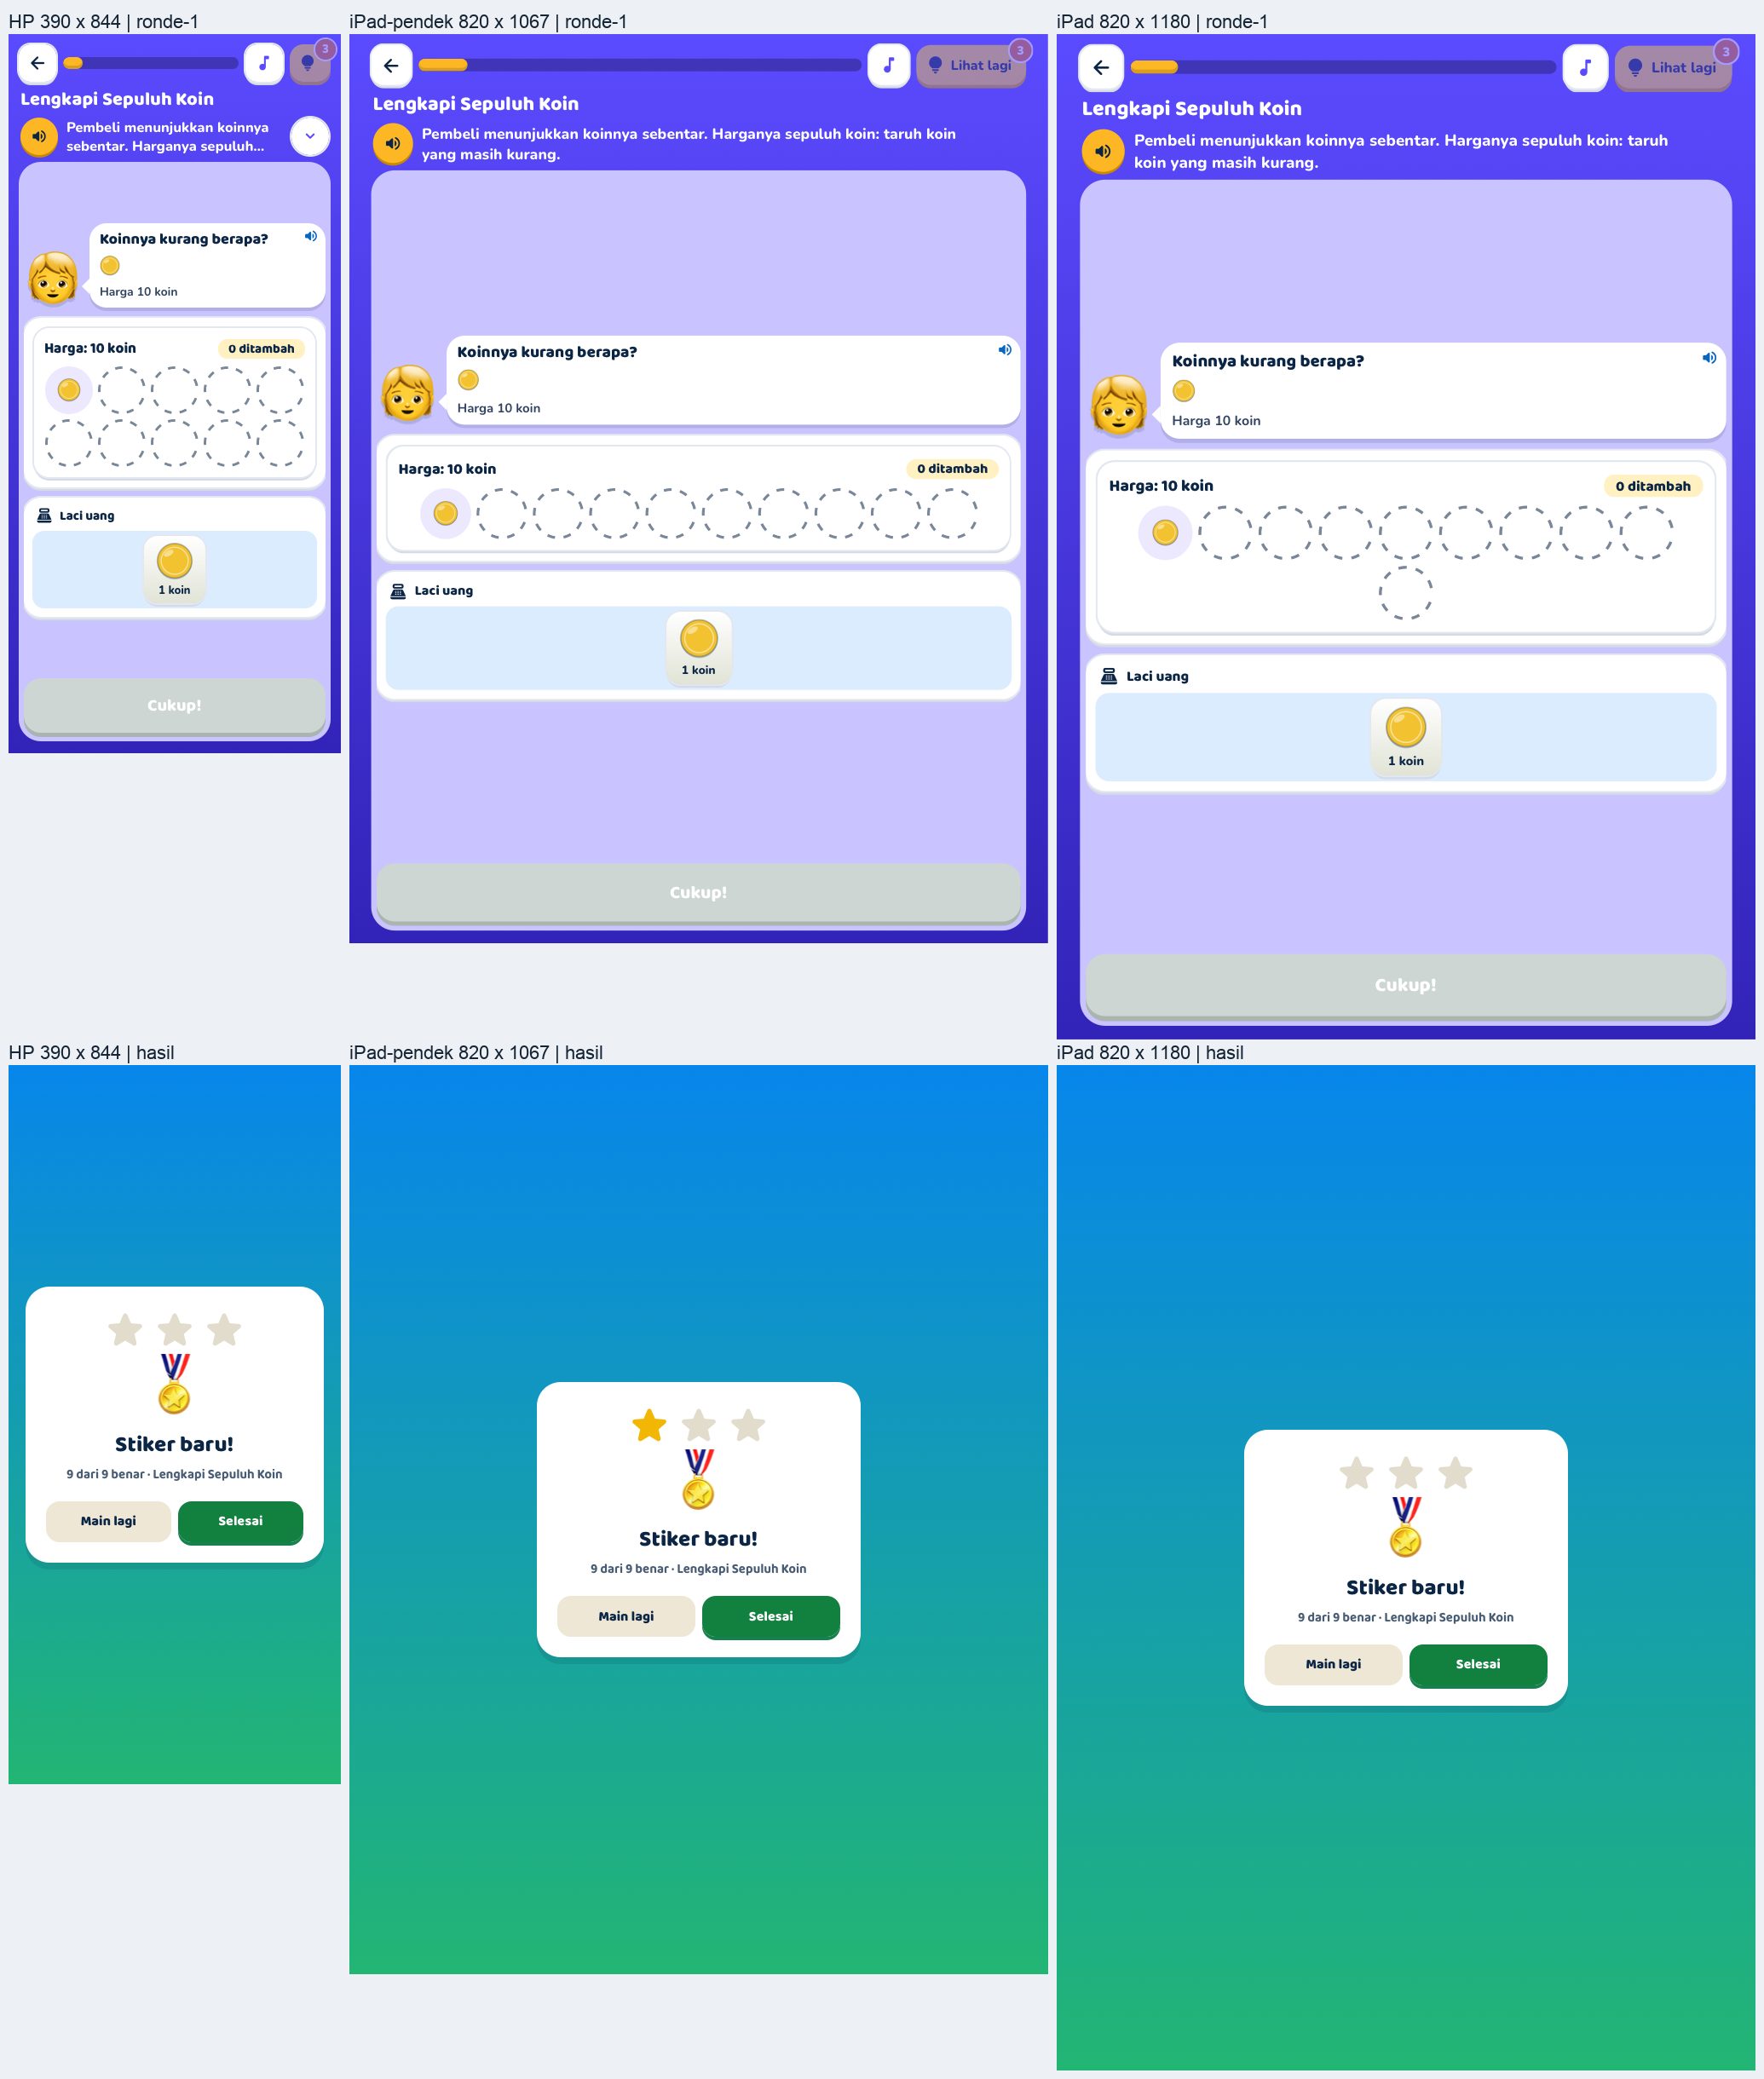 HP 390 x 844 | ronde-1
3
Lengkapi Sepuluh Koin
Pembeli menunjukkan koinnya
sebentar. Harganya sepuluh...
Koinnya kurang berapa?
Harga 10 koin
Harga: 10 koin
0 ditambah
Laci uang
1 koin
Cukup!
iPad-pendek 820 x 1067 | ronde-1
Lihat lagi
3
Lengkapi Sepuluh Koin
Pembeli menunjukkan koinnya sebentar. Harganya sepuluh koin: taruh koin
yang masih kurang.
Koinnya kurang berapa?
Harga 10 koin
Harga: 10 koin
0 ditambah
Laci uang
1 koin
Cukup!
iPad 820 x 1180 | ronde-1
Lihat lagi
3
Lengkapi Sepuluh Koin
Pembeli menunjukkan koinnya sebentar. Harganya sepuluh koin: taruh
koin yang masih kurang.
Koinnya kurang berapa?
Harga 10 koin
Harga: 10 koin
0 ditambah
Laci uang
1 koin
Cukup!
HP 390 x 844 | hasil
Stiker baru!
9 dari 9 benar · Lengkapi Sepuluh Koin
Main lagi
Selesai
iPad-pendek 820 x 1067 | hasil
Stiker baru!
9 dari 9 benar · Lengkapi Sepuluh Koin
Main lagi
Selesai
iPad 820 x 1180 | hasil
Stiker baru!
9 dari 9 benar · Lengkapi Sepuluh Koin
Main lagi
Selesai